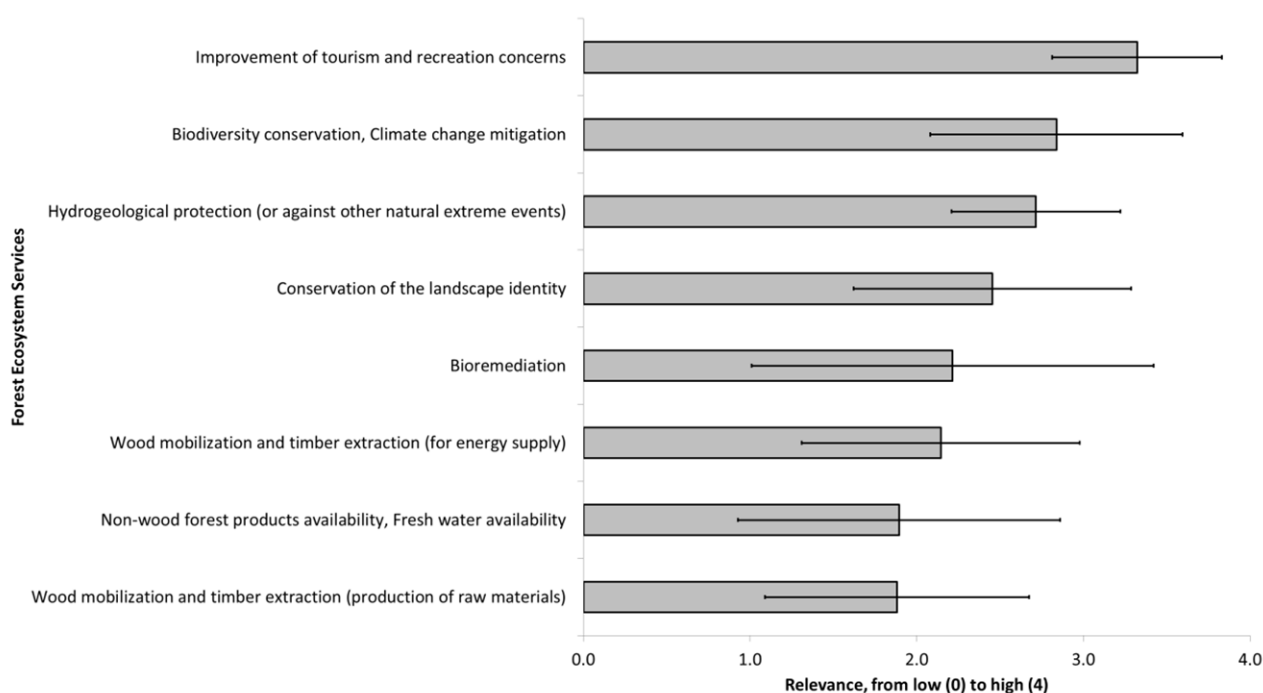 Improvement of tourism and recreation concerns
Biodiversity conservation, Climate change mitigation
Hydrogeological protection (or against other natural extreme events)
Conservation of the landscape identity
Bioremediation
Wood mobilization and timber extraction (for energy supply)
Non-wood forest products availability, Fresh water availability
Wood mobilization and timber extraction (production of raw materials)
Forest Ecosystem Services
0.0 1.0 2.0 3.0 4.0
Relevance, from low (0) to high (4)